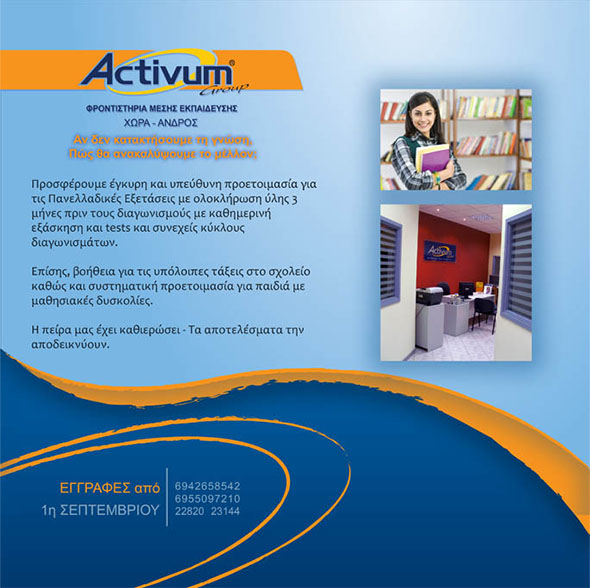 Activum®
Group
ΦΡΟΝΤΙΣΤΗΡΙΑ ΜΕΣΗΣ ΕΚΠΑΙΔΕΥΣΗΣ
ΧΩΡΑ - ΑΝΔΡΟΣ
Αν δεν κατακτήσουμε τη γνώση,
Πώς θα ανακαλύψουμε το μέλλον;
Προσφέρουμε έγκυρη και υπεύθυνη προετοιμασία για
τις Πανελλαδικές Εξετάσεις με ολοκλήρωση ύλης 3
μήνες πριν τους διαγωνισμούς με καθημερινή
εξάσκηση και tests και συνεχείς κύκλους
διαγωνισμάτων.
Επίσης, βοήθεια για τις υπόλοιπες τάξεις στο σχολείο
καθώς και συστηματική προετοιμασία για παιδιά με
μαθησιακές δυσκολίες.
Η πείρα μας έχει καθιερώσει - Τα αποτελέσματα την
αποδεικνύουν.
Activum
ΕΓΓΡΑΦΕΣ από
1η ΣΕΠΤΕΜΒΡΙΟΥ
6942658542
6955097210
22820 23144